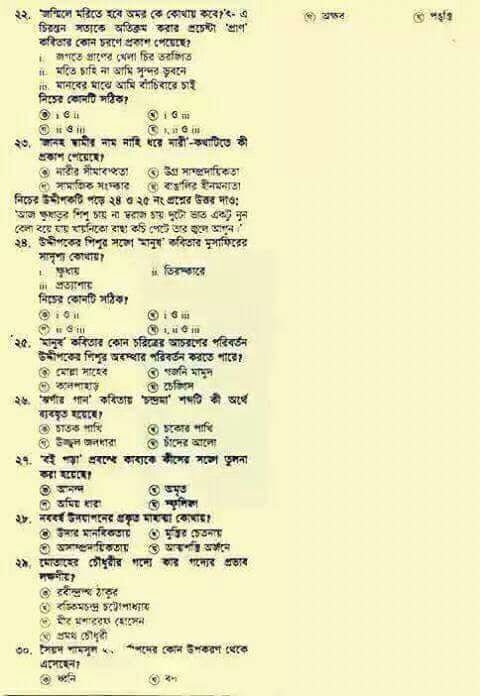 ২২. 'জন্মিলে মরিতে হবে অমর কে কোথায় কবে?'- এ
চিরন্তন সত্যকে অতিক্রম করার প্রচেষ্টা 'প্রাণ'
কবিতার কোন চরণে প্রকাশ পেয়েছে?
i. জগতে প্রাণের খেলা চির তরঙ্গিত
ii. মরিতে চাহি না আমি সুন্দর ভুবনে
iii. মানবের মাঝে আমি বাঁচিবারে চাই
নিচের কোনটি সঠিক?
ক i ও ii খ i ও iii
গ ii ও iii ঘ i, ii ও iii
২৩. 'জানহ স্বামীর নাম নাহি ধরে নারী'-কথাটিতে কী
প্রকাশ পেয়েছে?
ক নারীর সীমাবদ্ধতা খ উগ্র সাম্প্রদায়িকতা
গ সামাজিক সংস্কার ঘ বাঙালির হীনমন্যতা
নিচের উদ্দীপকটি পড়ে ২৪ ও ২৫ নং প্রশ্নের উত্তর দাও:
'আজ ক্ষুধাতুর শিশু চায় না স্বরাজ চায় দুটো ভাত একটু নুন
বেলা বয়ে যায় খায়নিকো বাছা কচি পেটে তার জ্বলে আগুন।'
২৪. উদ্দীপকের শিশুর সঙ্গে 'মানুষ' কবিতার মুসাফিরের
সাদৃশ্য কোথায়?
i. ক্ষুধায় ii. তিরস্কারে
iii. প্রত্যাশায়
নিচের কোনটি সঠিক?
ক i ও ii খ i ও iii
গ ii ও iii ঘ i, ii ও iii
২৫. 'মানুষ' কবিতার কোন চরিত্রের আচরণের পরিবর্তন
উদ্দীপকের শিশুর অবস্থার পরিবর্তন করতে পারে?
ক মোল্লা সাহেব খ গজনি মামুদ
গ কালাপাহাড় ঘ চেঙ্গিস
২৬. 'ঝর্ণার গান' কবিতায় 'চন্দ্রমা' শব্দটি কী অর্থে
ব্যবহৃত হয়েছে?
ক চাতক পাখি খ চকোর পাখি
গ উজ্জ্বল জলধারা ঘ চাঁদের আলো
২৭. 'বই পড়া' প্রবন্ধে কাব্যকে কীসের সঙ্গে তুলনা
করা হয়েছে?
ক আনন্দ খ অমৃত
গ অমিয় ধারা ঘ স্ফুলিঙ্গ
২৮. নববর্ষ উদযাপনের প্রকৃত মাহাত্ম্য কোথায়?
ক উদার মানবিকতায় খ মুক্তির চেতনায়
গ অসাম্প্রদায়িকতায় ঘ আত্মশক্তি অর্জনে
২৯. মোতাহের চৌধুরীর গদ্যে কার গদ্যের প্রভাব
লক্ষণীয়?
ক রবীন্দ্রনাথ ঠাকুর
খ বঙ্কিমচন্দ্র চট্টোপাধ্যায়
গ মীর মশাররফ হোসেন
ঘ প্রমথ চৌধুরী
৩০. সৈয়দ শামসুল কোন উপকরণ থেকে
এসেছেন?
ক ধ্বনি খ বর্ণ
গ অক্ষর ঘ পঙ্‌ক্তি